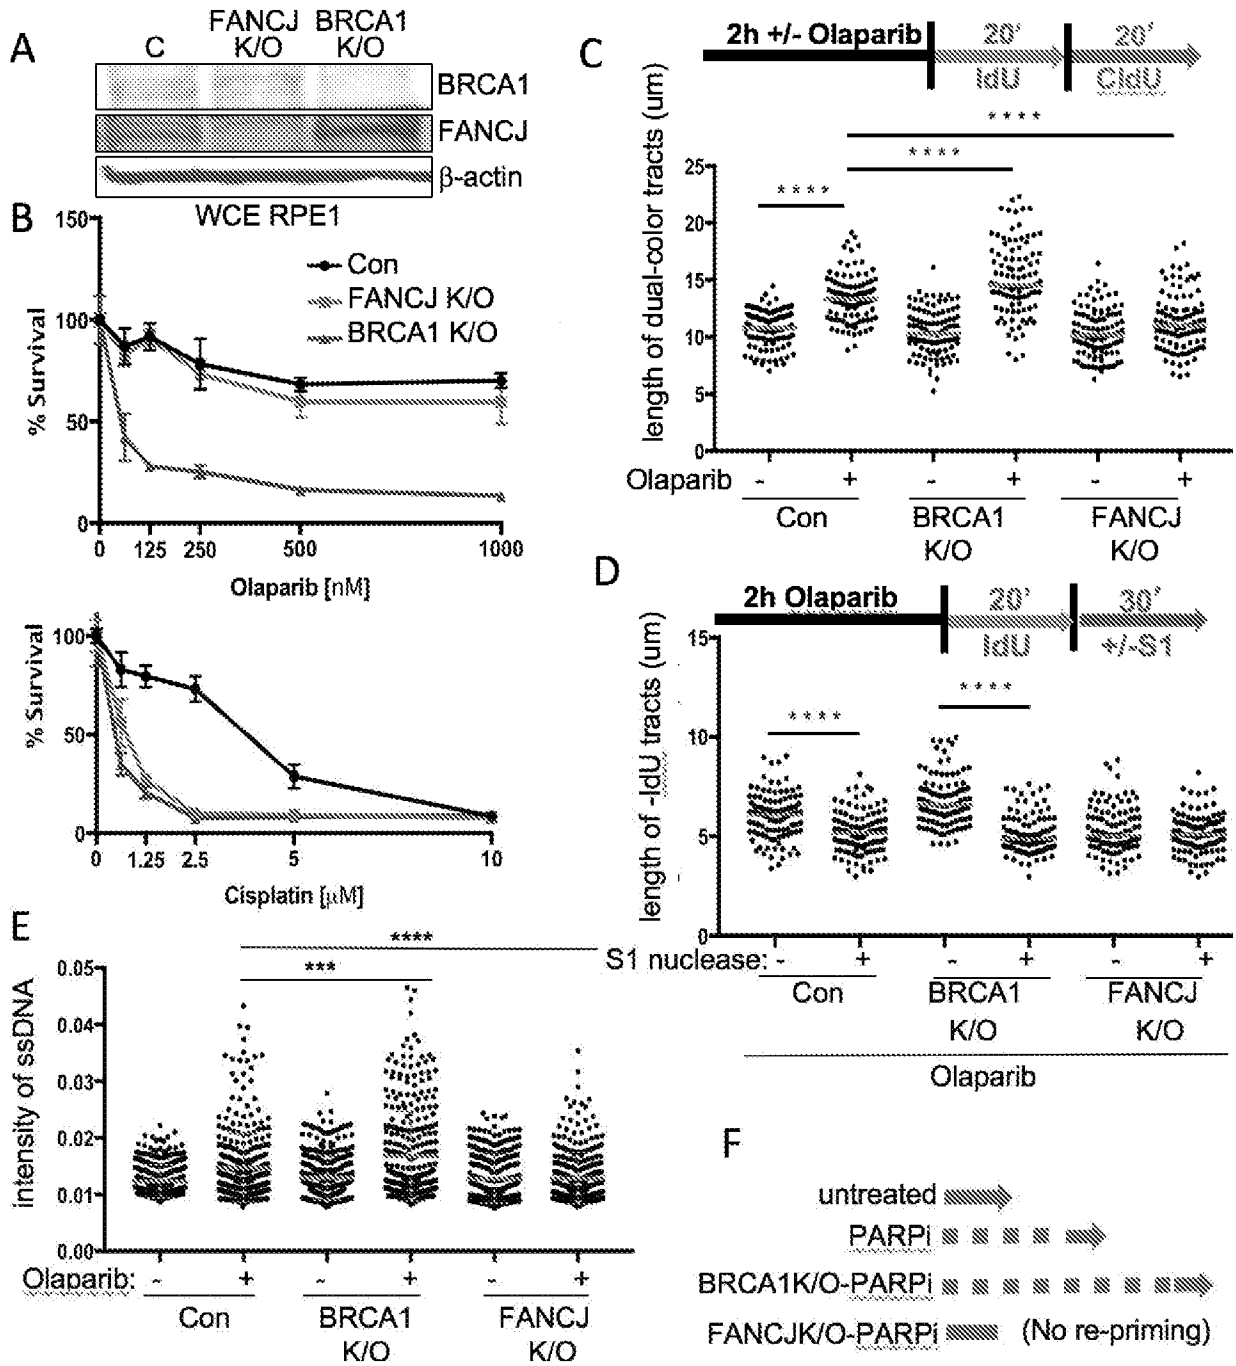 A
FANCJ BRCA1
C K/O K/O
BRCA1
FANCJ
β-actin
WCE RPE1
B
150
100
50
0
% Survival
Con
FANCJ K/O
BRCA1 K/O
0 125 250 500 1000
Olaparib [nM]
100
50
0
% Survival
0 1.25 2.5 5 10
Cisplatin [μM]
C
2h +/- Olaparib 20' 20'
IdU CldU
length of dual-color tracts (um)
25
20
15
10
5
0
****
****
****
Olaparib - + - + - +
Con BRCA1 FANCJ
K/O K/O
D
2h Olaparib 20' 30'
IdU +/-S1
length of -IdU tracts (um)
15
10
5
0
****
****
S1 nuclease: - + - + - +
Con BRCA1 FANCJ
K/O K/O
Olaparib
E
intensity of ssDNA
0.05
0.04
0.03
0.02
0.01
0.00
****
***
Olaparib: - + - + - +
Con BRCA1 FANCJ
K/O K/O
F
untreated
PARPi
BRCA1K/O-PARPi
FANCJK/O-PARPi (No re-priming)